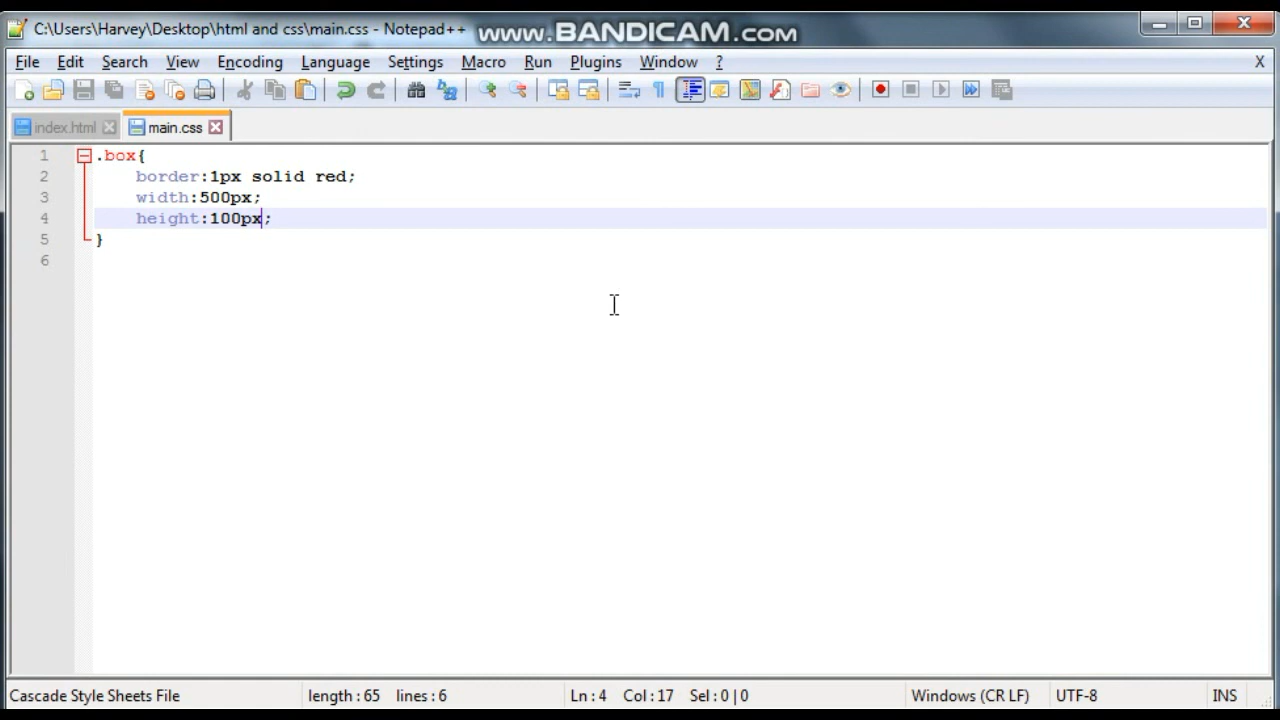 C:\Users\Harvey\Desktop\html and css\main.css - Notepad++
www.BANDICAM.com
File Edit Search View Encoding Language Settings Macro Run Plugins Window ? X
index.html main.css
1 .box{
2 border:1px solid red;
3 width:500px;
4 height:100px;
5 }
6
Cascade Style Sheets File length : 65 lines : 6 Ln : 4 Col : 17 Sel : 0 | 0 Windows (CR LF) UTF-8 INS